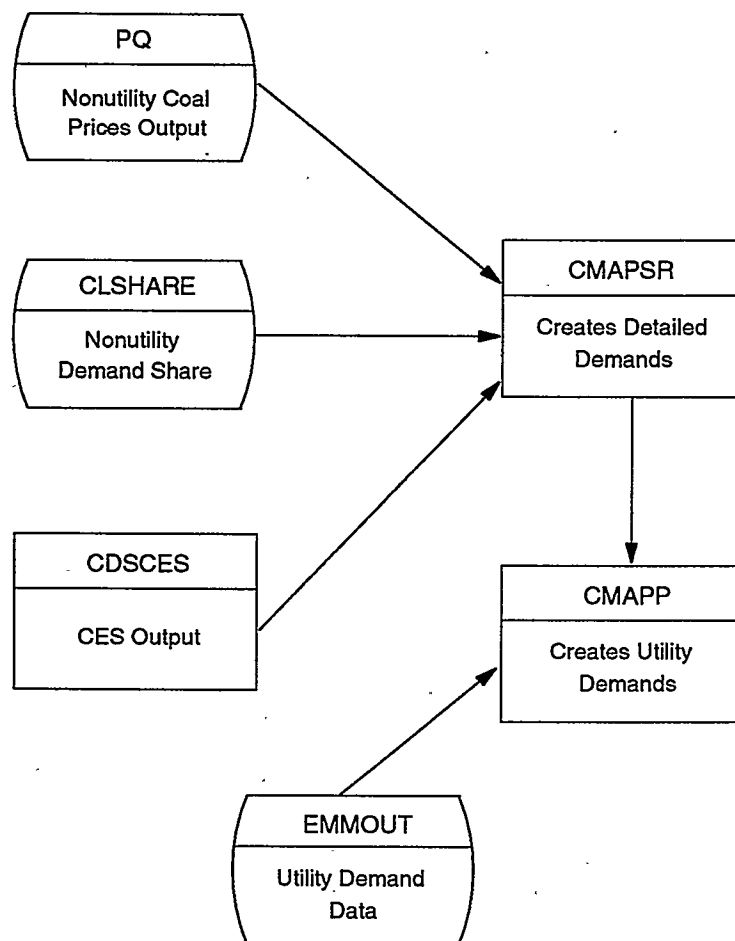 PQ
Nonutility Coal
Prices Output
CLSHARE
Nonutility
Demand Share
CMAPSR
Creates Detailed
Demands
CDSCES
CES Output
CMAPP
Creates Utility
Demands
EMMOUT
Utility Demand
Data